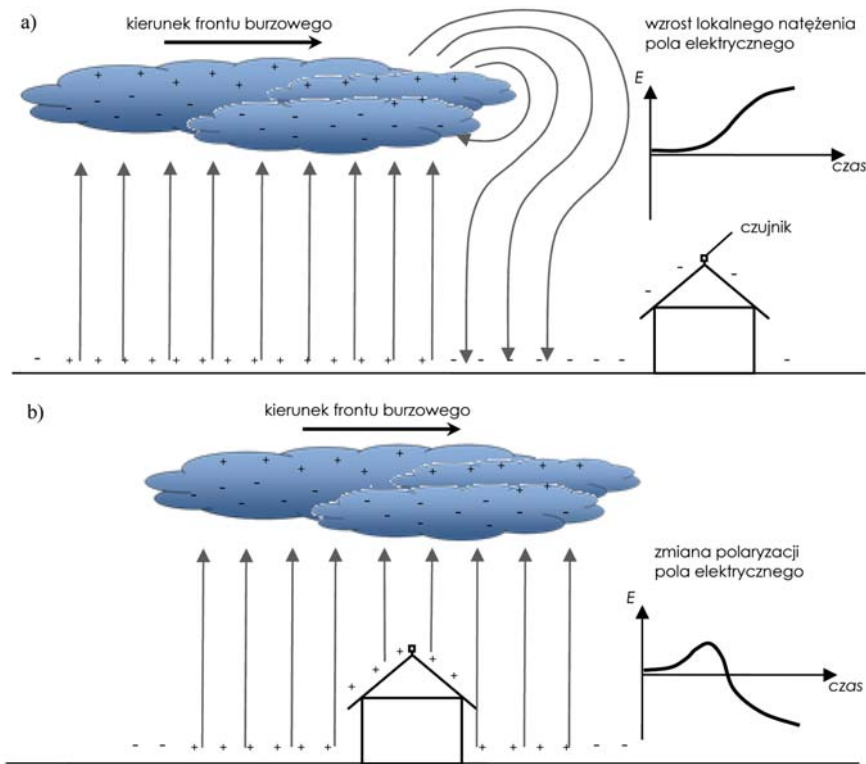 a)
kierunek frontu burzowego
wzrost lokalnego natężenia
pola elektrycznego
E
czas
czujnik
b)
kierunek frontu burzowego
zmiana polaryzacji
pola elektrycznego
E
czas